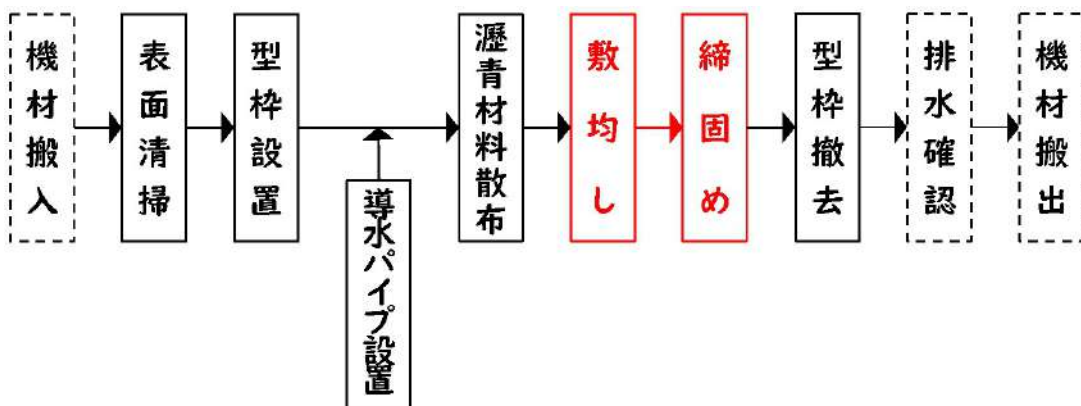 機材搬入
表面清掃
型枠設置
導水パイプ設置
瀝青材料散布
敷均し
締固め
型枠撤去
排水確認
機材搬出